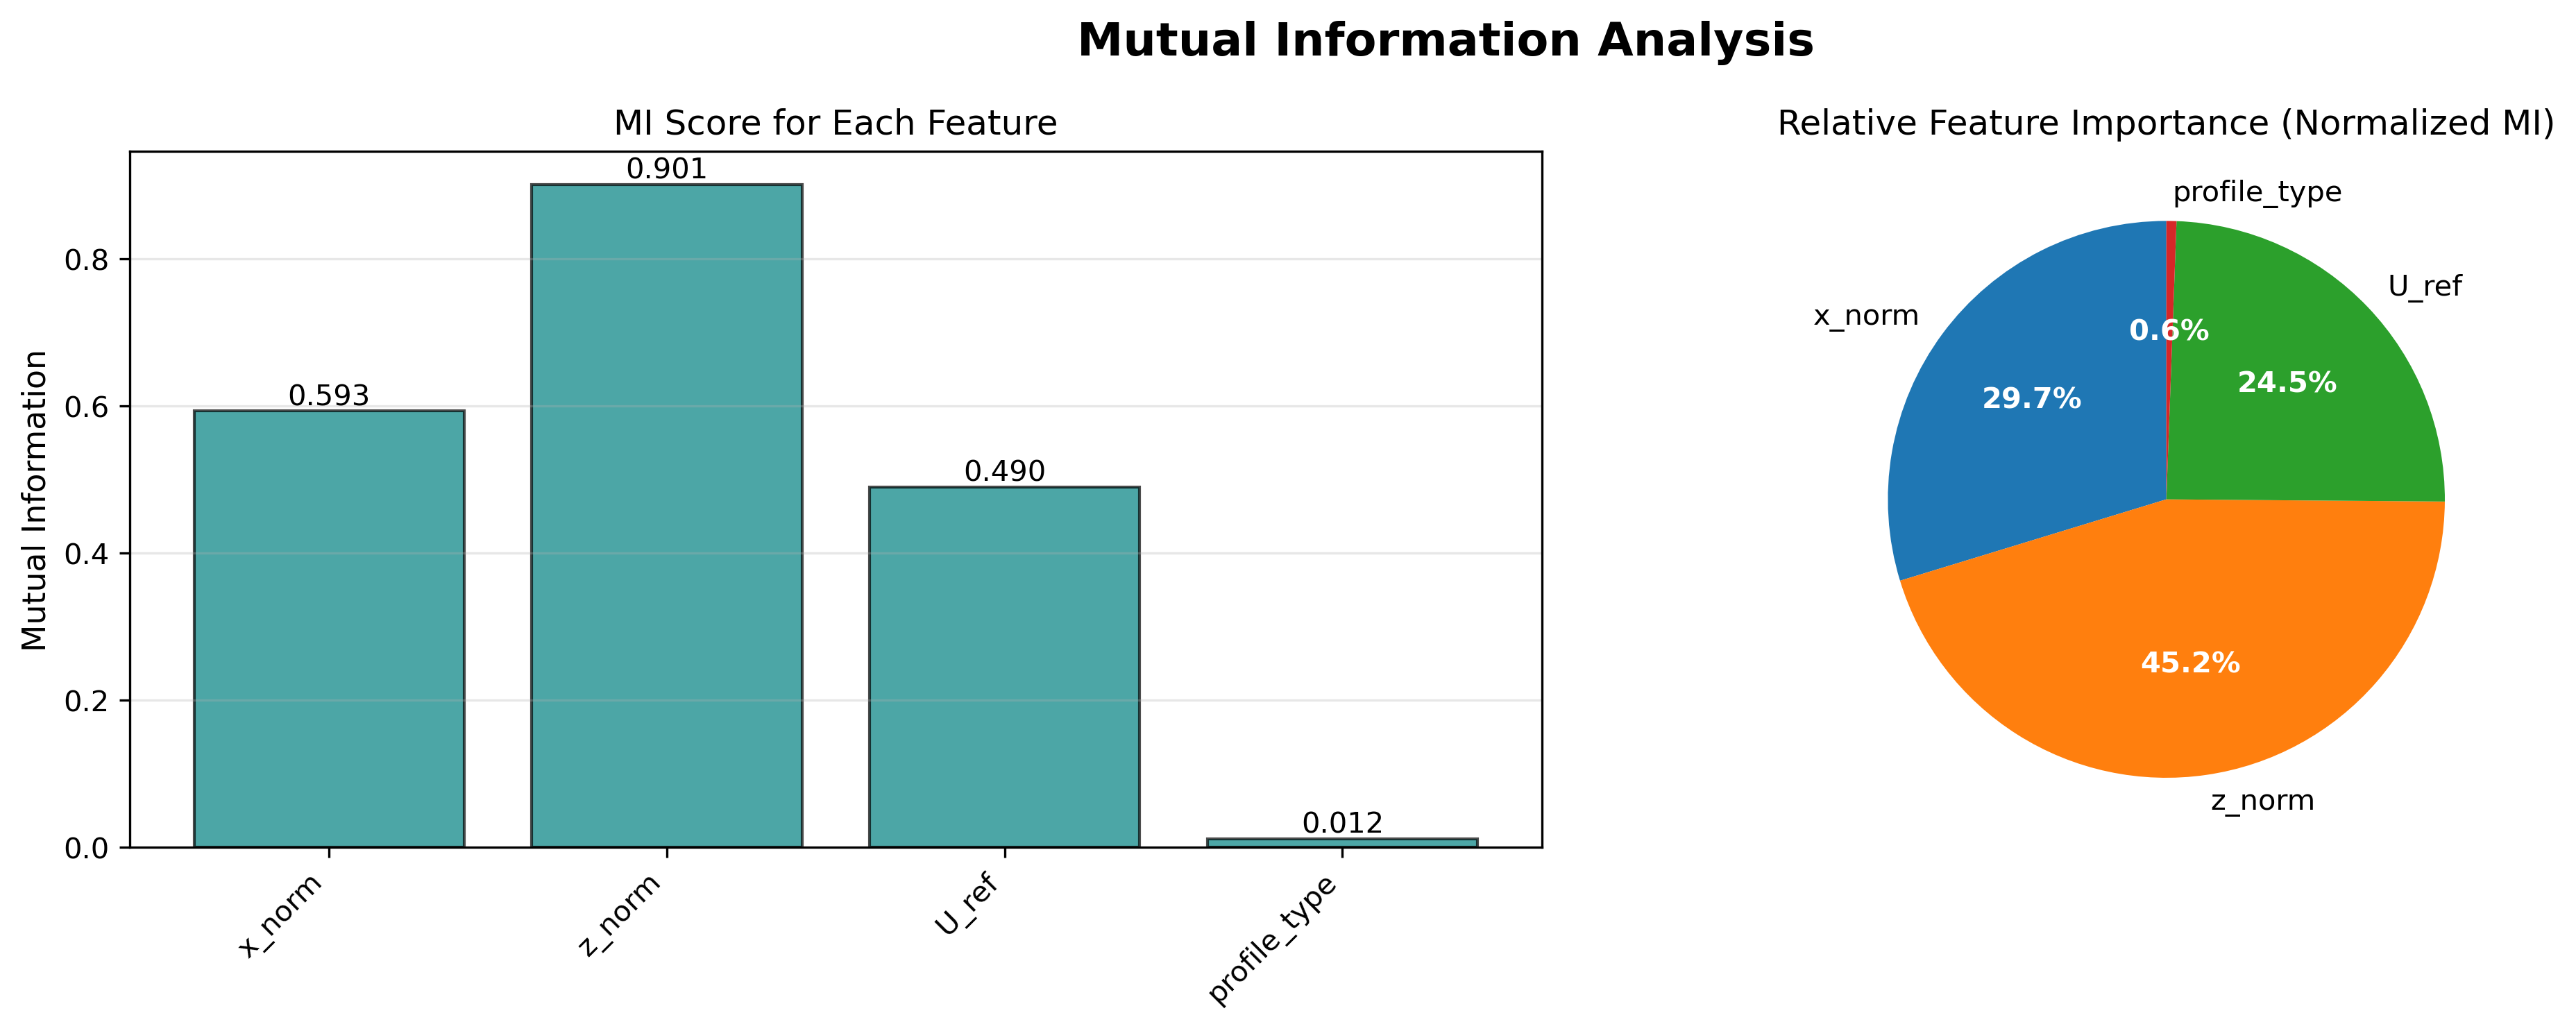 Mutual Information Analysis
MI Score for Each Feature
Mutual Information
0.0
0.2
0.4
0.6
0.8
0.593
0.901
0.490
0.012
x_norm
z_norm
U_ref
profile_type
Relative Feature Importance (Normalized MI)
profile_type
U_ref
x_norm
0.6%
24.5%
29.7%
45.2%
z_norm